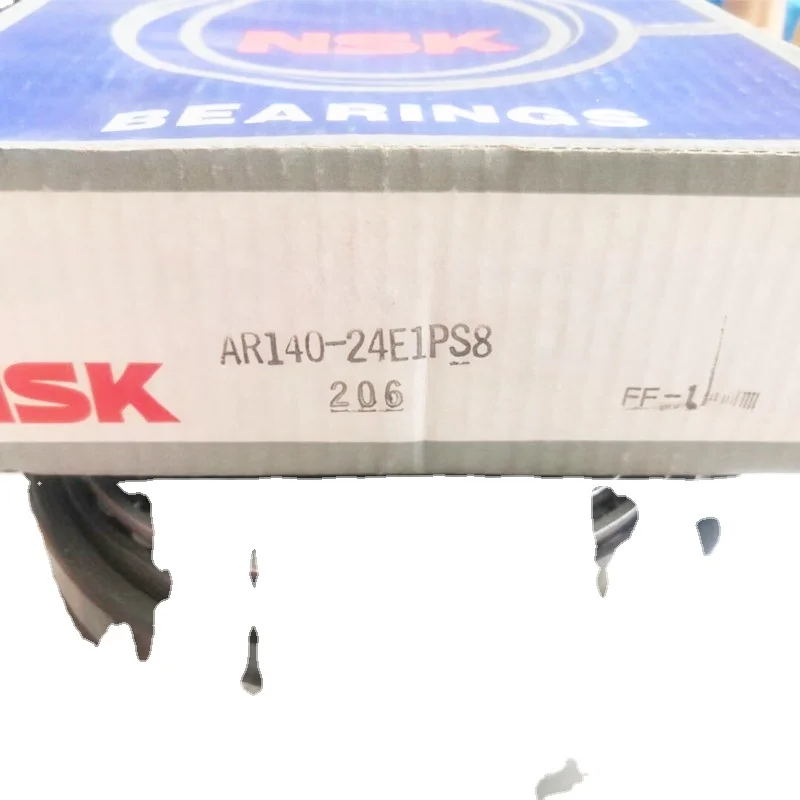 NSK
BEARINGS
AR140-24E1PS8
NSK
206
FF-1